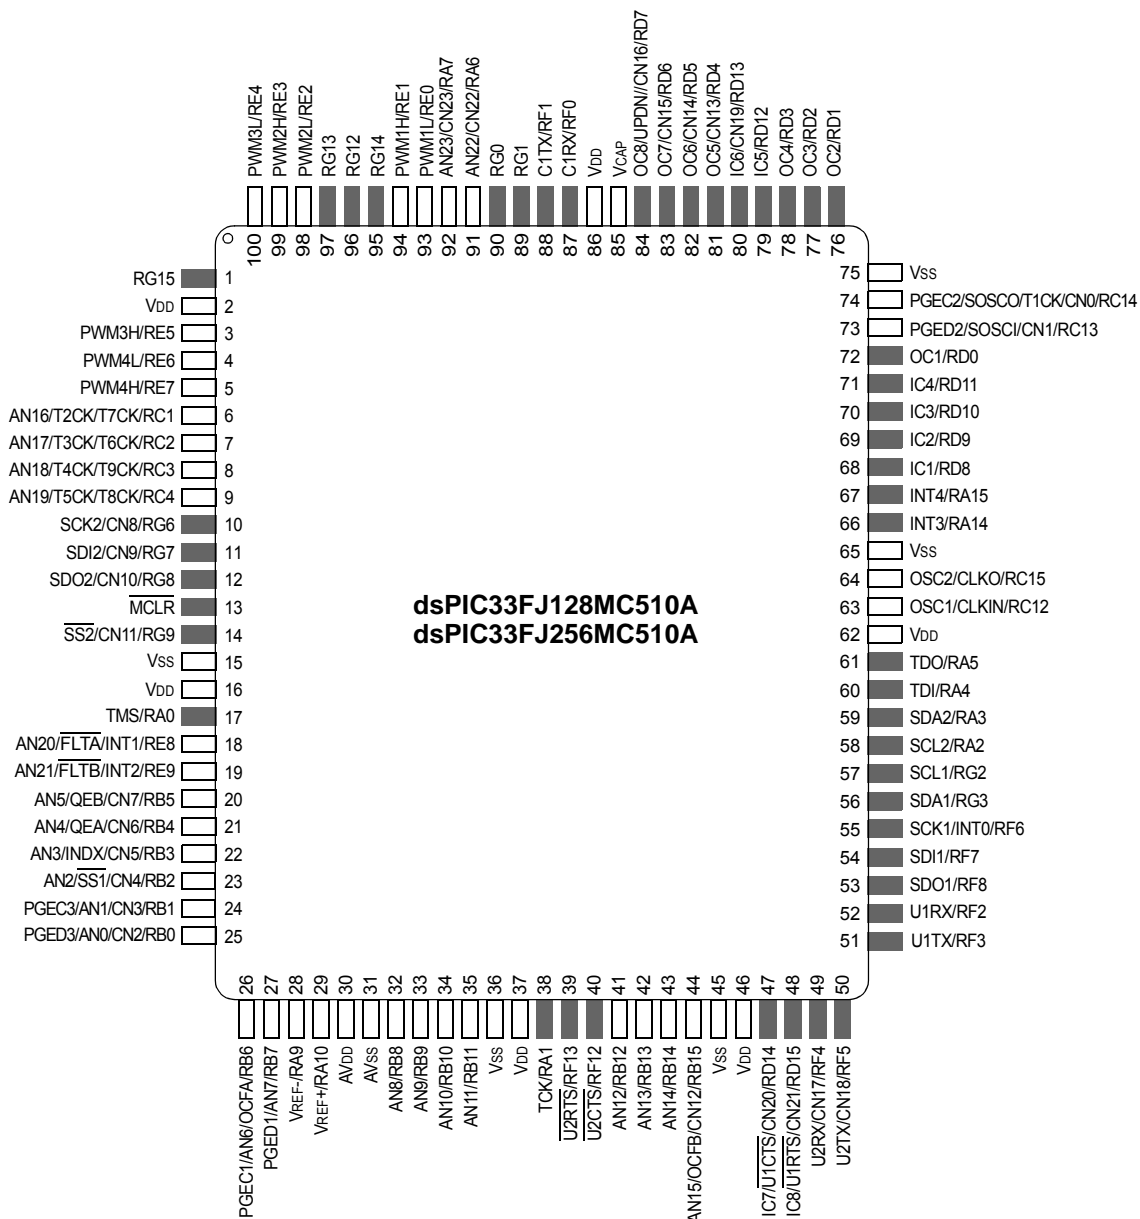 PWM3L/RE4
PWM2H/RE3
PWM2L/RE2
RG13
RG12
RG14
PWM1H/RE1
PWM1L/RE0
AN23/CN23/RA7
AN22/CN22/RA6
RG0
RG1
C1TX/RF1
C1RX/RF0
VDD
VCAP
OC8/UPDN//CN16/RD7
OC7/CN15/RD6
OC6/CN14/RD5
OC5/CN13/RD4
IC6/CN19/RD13
IC5/RD12
OC4/RD3
OC3/RD2
OC2/RD1
100 99 98 97 96 95 94 93 92 91 90 89 88 87 86 85 84 83 82 81 80 79 78 77 76
RG15 1
VDD 2
PWM3H/RE5 3
PWM4L/RE6 4
PWM4H/RE7 5
AN16/T2CK/T7CK/RC1 6
AN17/T3CK/T6CK/RC2 7
AN18/T4CK/T9CK/RC3 8
AN19/T5CK/T8CK/RC4 9
SCK2/CN8/RG6 10
SDI2/CN9/RG7 11
SDO2/CN10/RG8 12
MCLR 13
SS2/CN11/RG9 14
VSS 15
VDD 16
TMS/RA0 17
AN20/FLTA/INT1/RE8 18
AN21/FLTB/INT2/RE9 19
AN5/QEB/CN7/RB5 20
AN4/QEA/CN6/RB4 21
AN3/INDX/CN5/RB3 22
AN2/SS1/CN4/RB2 23
PGEC3/AN1/CN3/RB1 24
PGED3/AN0/CN2/RB0 25
dsPIC33FJ128MC510A
dsPIC33FJ256MC510A
75 VSS
74 PGEC2/SOSCO/T1CK/CN0/RC14
73 PGED2/SOSCI/CN1/RC13
72 OC1/RD0
71 IC4/RD11
70 IC3/RD10
69 IC2/RD9
68 IC1/RD8
67 INT4/RA15
66 INT3/RA14
65 VSS
64 OSC2/CLKO/RC15
63 OSC1/CLKIN/RC12
62 VDD
61 TDO/RA5
60 TDI/RA4
59 SDA2/RA3
58 SCL2/RA2
57 SCL1/RG2
56 SDA1/RG3
55 SCK1/INT0/RF6
54 SDI1/RF7
53 SDO1/RF8
52 U1RX/RF2
51 U1TX/RF3
26 27 28 29 30 31 32 33 34 35 36 37 38 39 40 41 42 43 44 45 46 47 48 49 50
PGEC1/AN6/OCFA/RB6
PGED1/AN7/RB7
VREF-/RA9
VREF+/RA10
AVDD
AVSS
AN8/RB8
AN9/RB9
AN10/RB10
AN11/RB11
VSS
VDD
TCK/RA1
U2RTS/RF13
U2CTS/RF12
AN12/RB12
AN13/RB13
AN14/RB14
AN15/OCFB/CN12/RB15
VSS
VDD
IC7/U1CTS/CN20/RD14
IC8/U1RTS/CN21/RD15
U2RX/CN17/RF4
U2TX/CN18/RF5